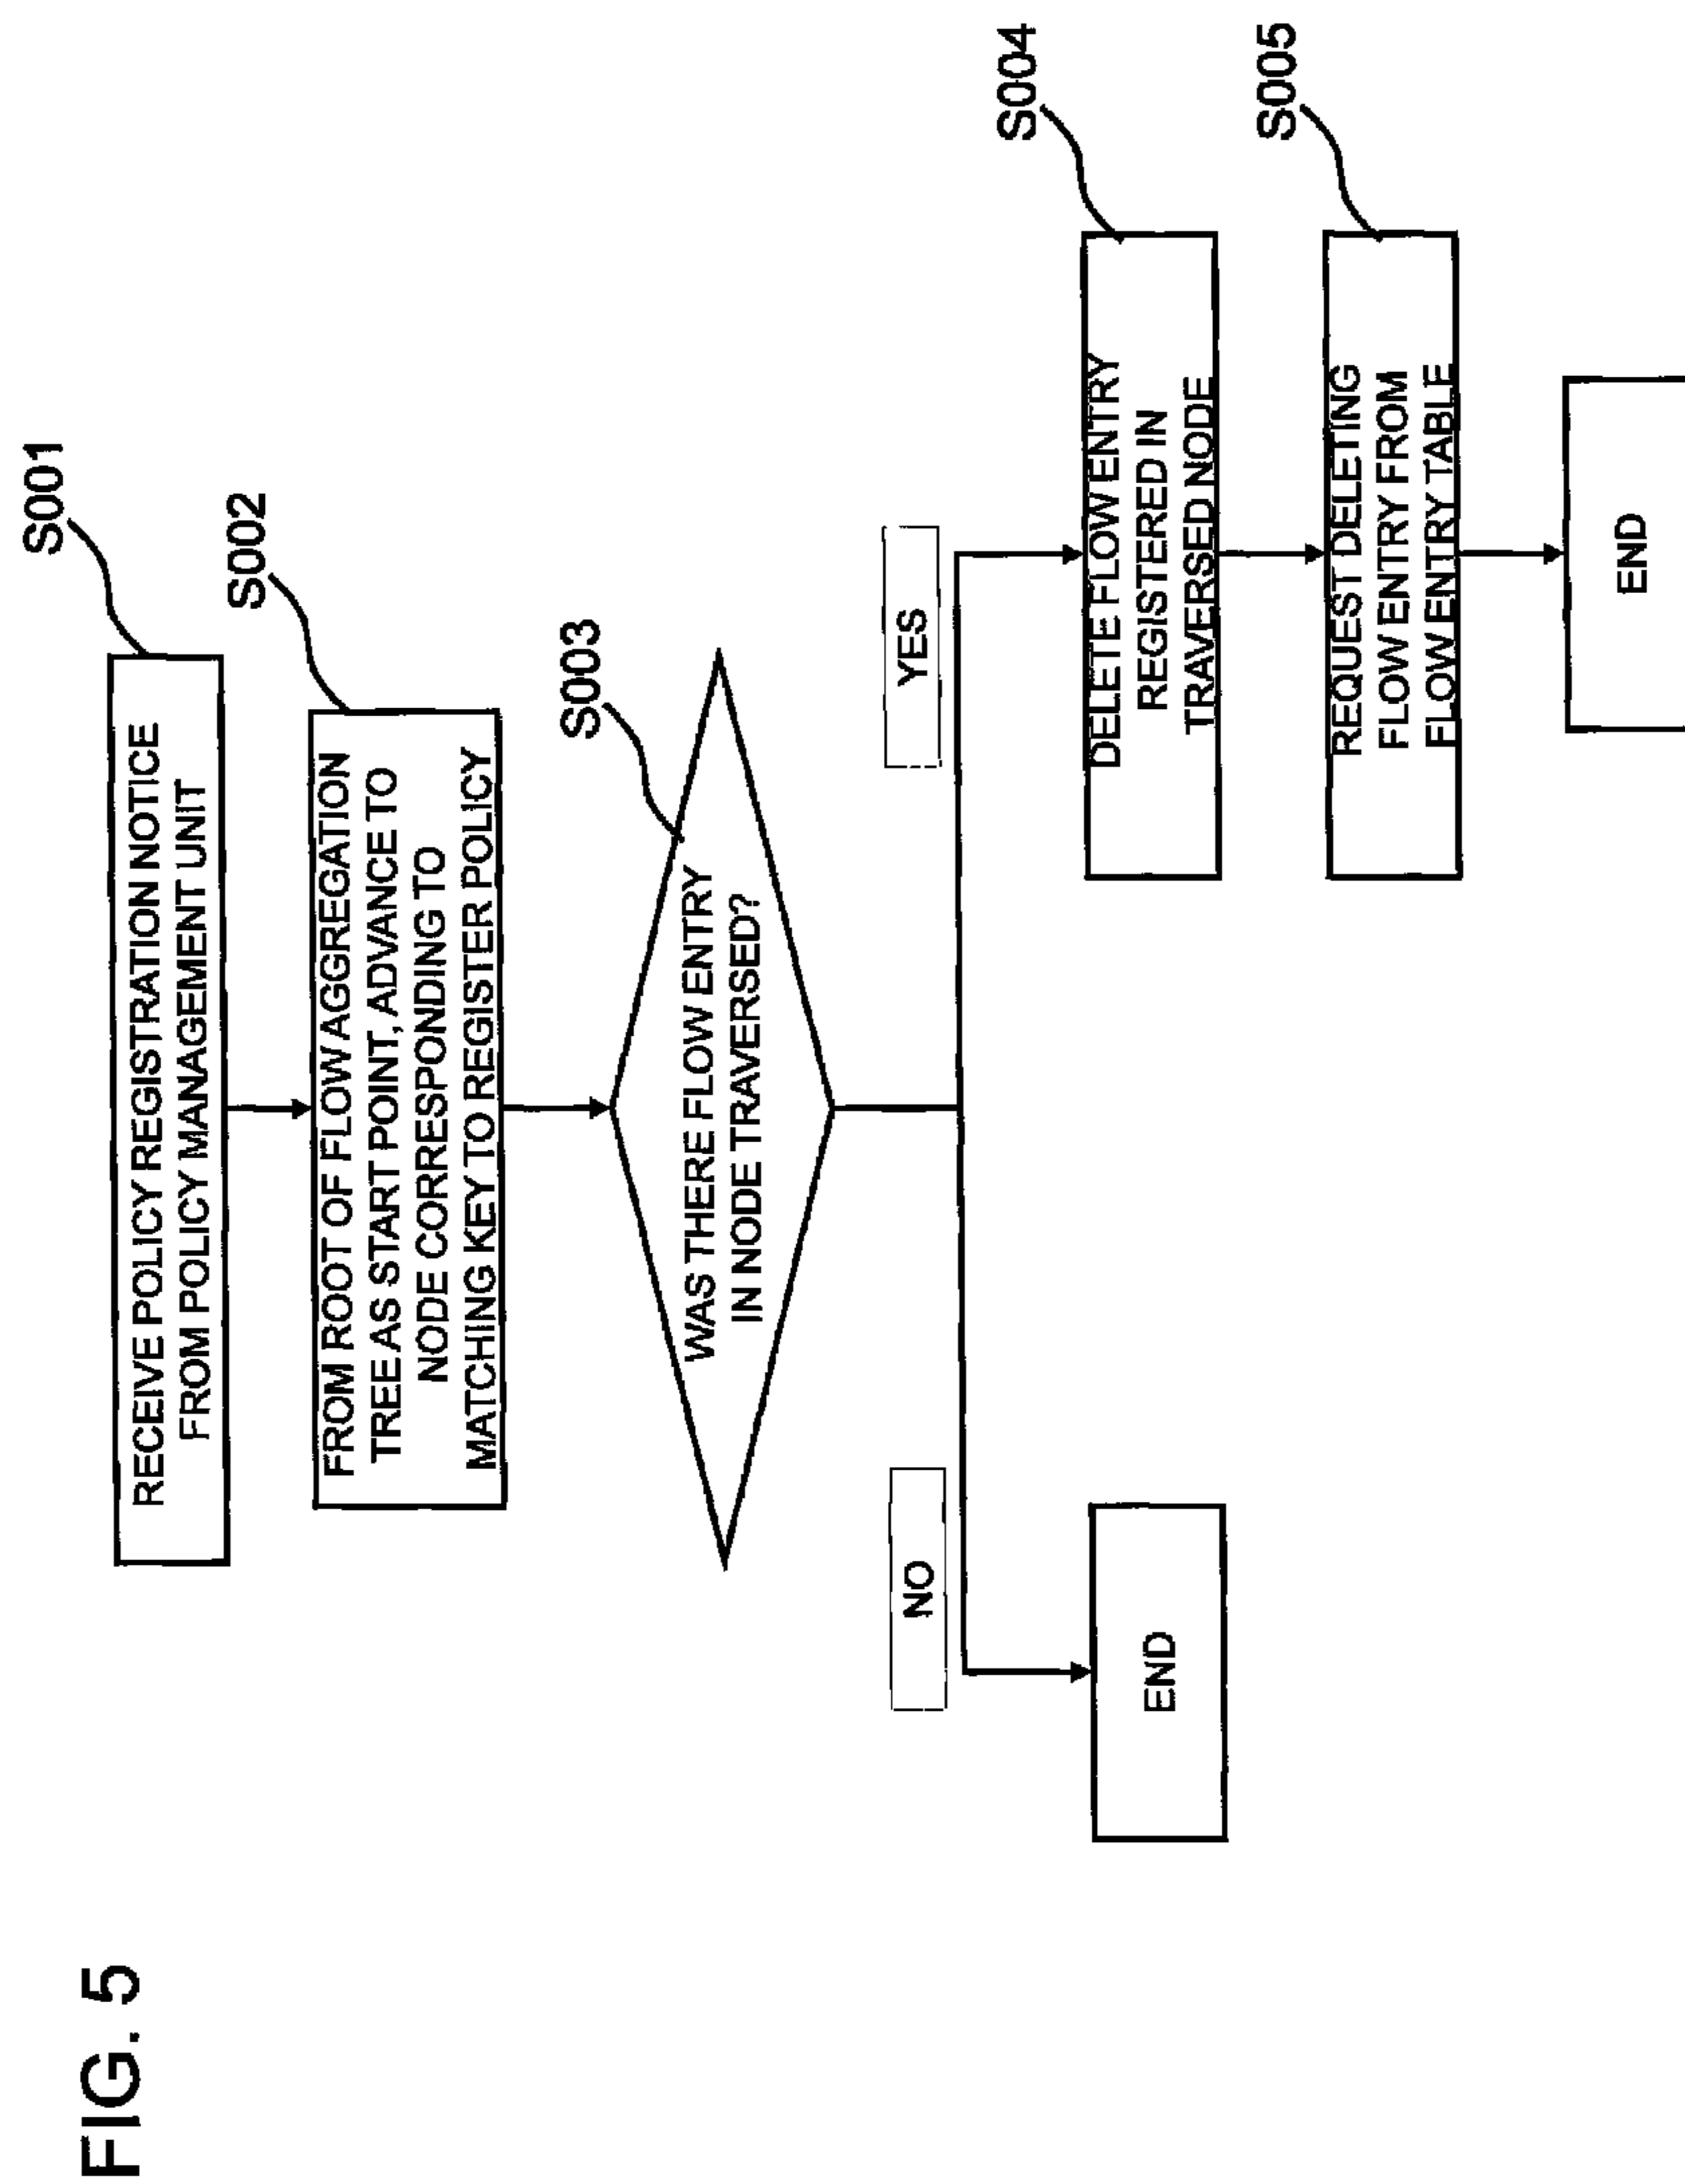 FIG. 5
S001
RECEIVE POLICY REGISTRATION NOTICE
FROM POLICY MANAGEMENT UNIT
S002
FROM ROOT OF FLOW AGGREGATION
TREE AS START POINT, ADVANCE TO
NODE CORRESPONDING TO
MATCHING KEY TO REGISTER POLICY
S003
WAS THERE FLOW ENTRY
IN NODE TRAVERSED?
NO
YES
END
S004
DELETE FLOW ENTRY
REGISTERED IN
TRAVERSED NODE
S005
REQUEST DELETING
FLOW ENTRY FROM
FLOW ENTRY TABLE
END